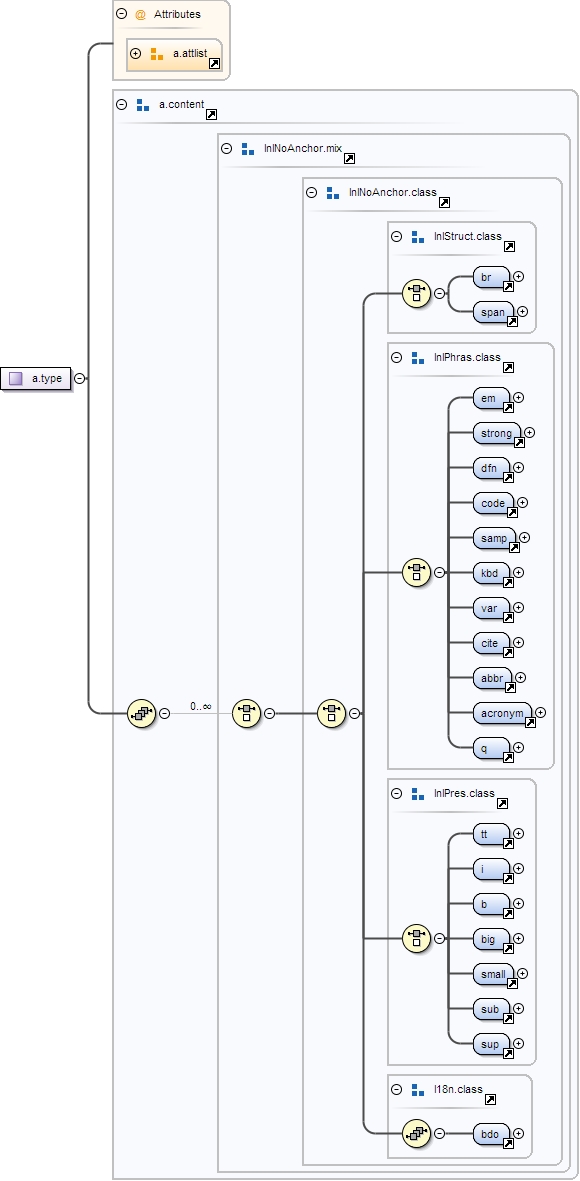 @ Attributes
a.attlist
a.content
InlNoAnchor.mix
InlNoAnchor.class
InlStruct.class
br
span
a.type
InlPhras.class
em
strong
dfn
code
samp
kbd
var
cite
abbr
0..∞
acronym
q
InlPres.class
tt
i
b
big
small
sub
sup
I18n.class
bdo